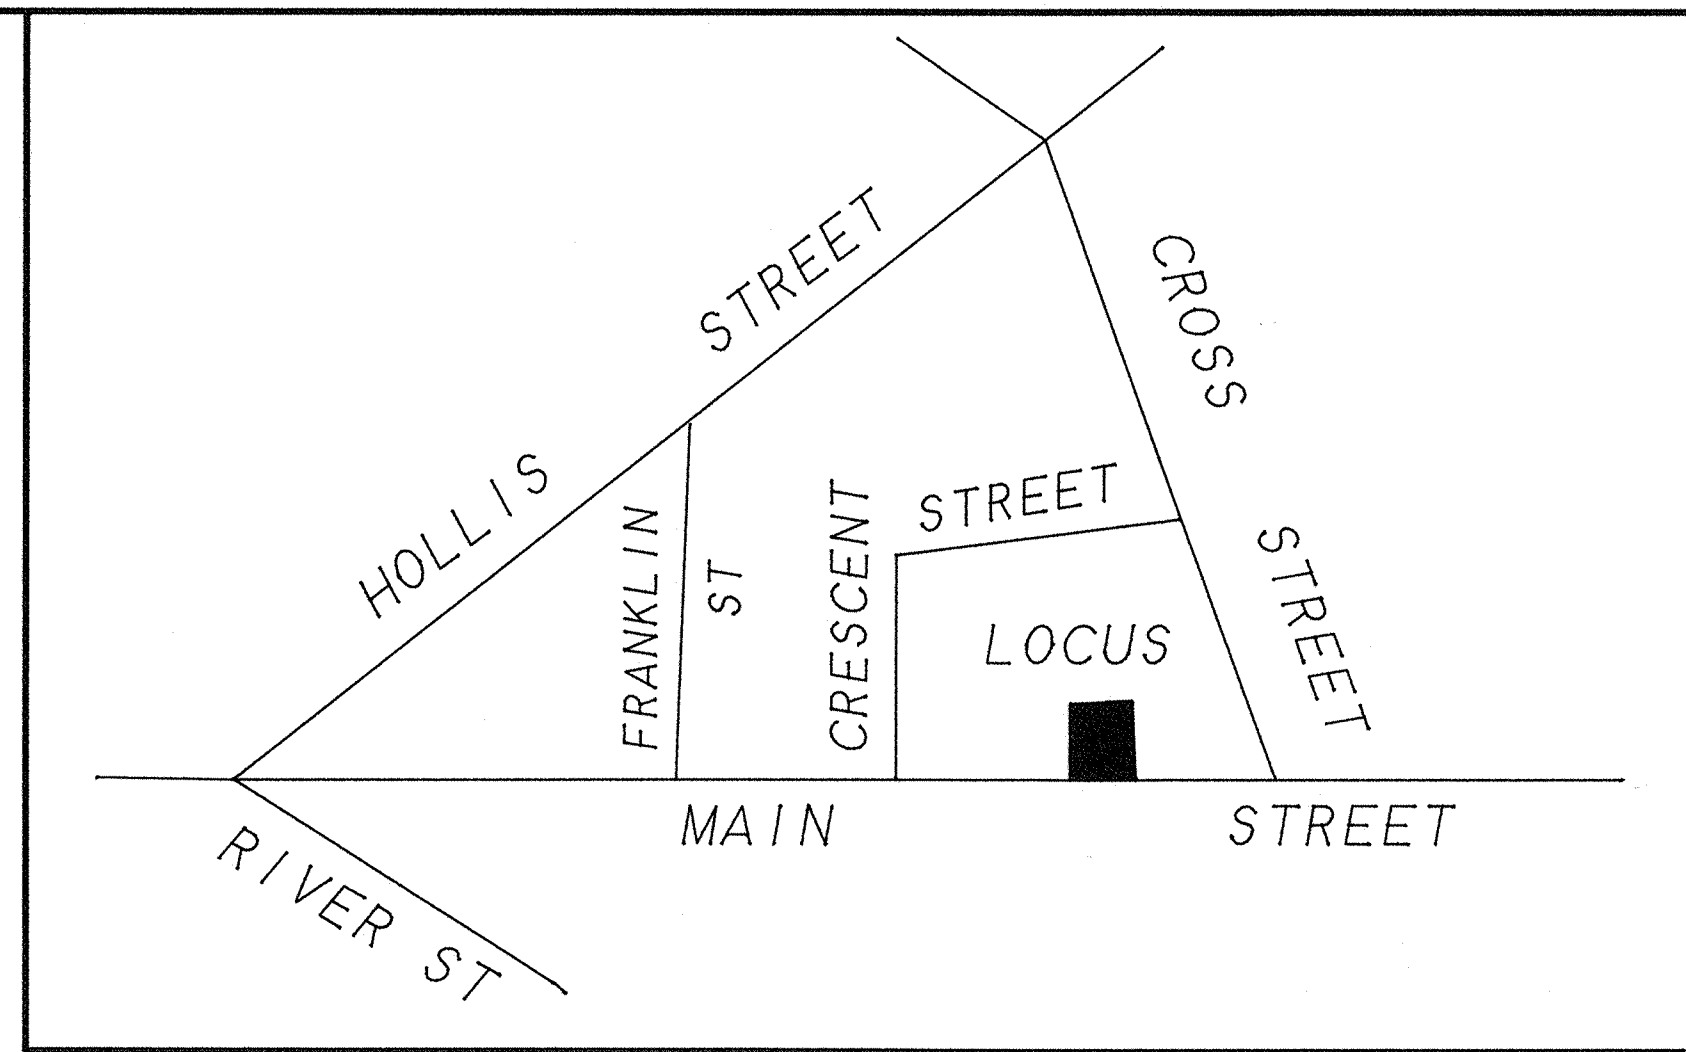 HOLLIS STREET
CROSS STREET
FRANKLIN ST
CRESCENT STREET
LOCUS
MAIN STREET
RIVER ST